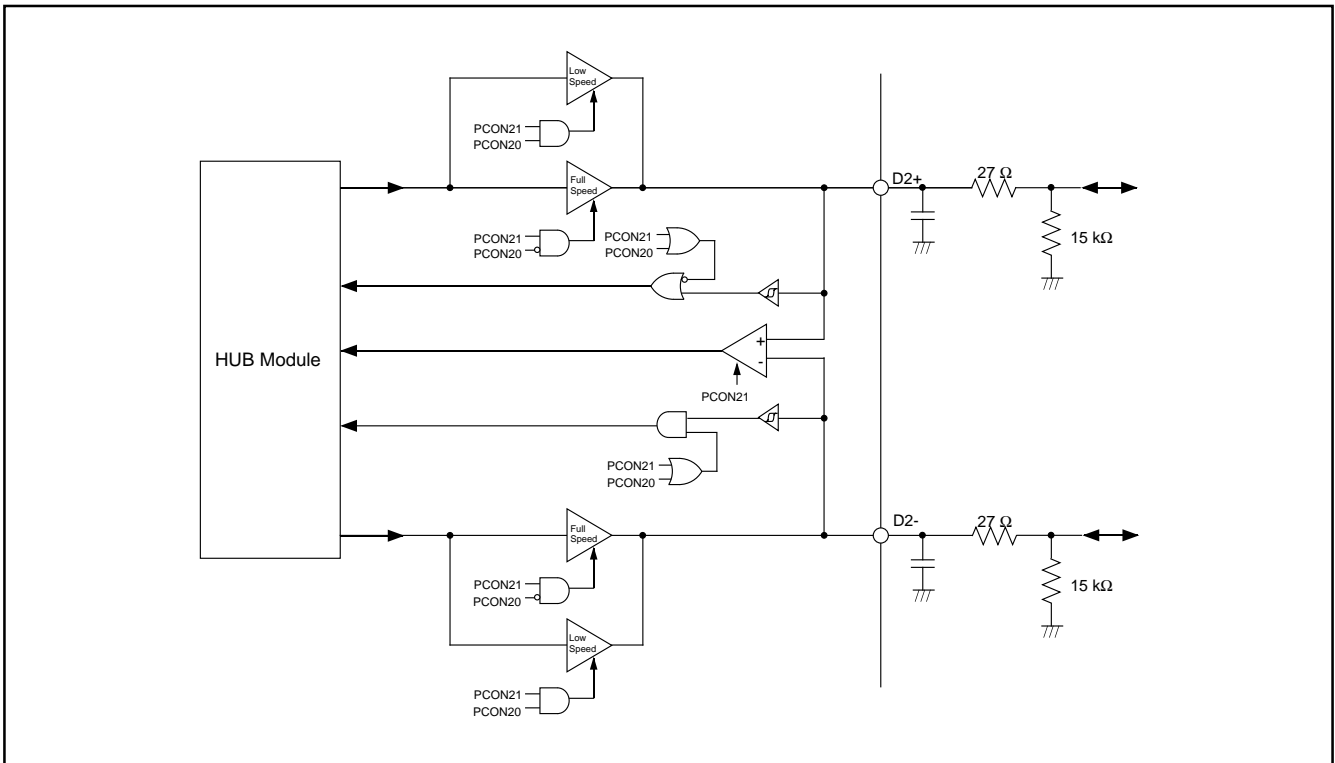 Low
Speed
PCON21
PCON20
Full
Speed
D2+
27 Ω
PCON21
PCON20
PCON21
PCON20
15 kΩ
HUB Module
+
-
PCON21
PCON21
PCON20
Full
Speed
D2-
27 Ω
PCON21
PCON20
15 kΩ
Low
Speed
PCON21
PCON20